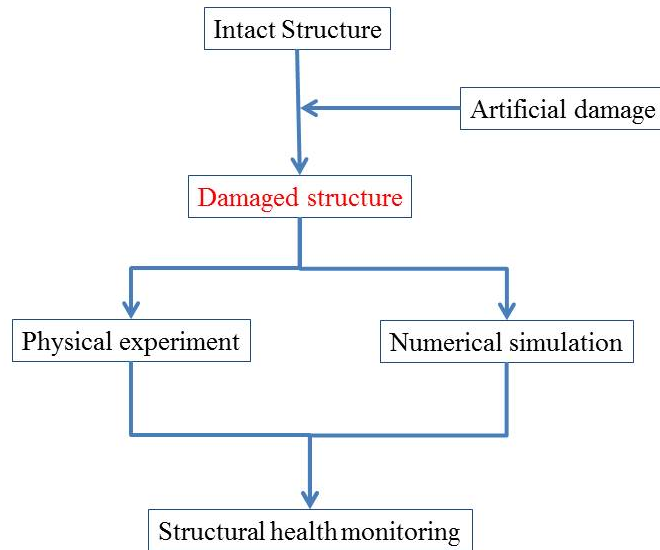 Intact Structure
Artificial damage
Damaged structure
Physical experiment
Numerical simulation
Structural health monitoring